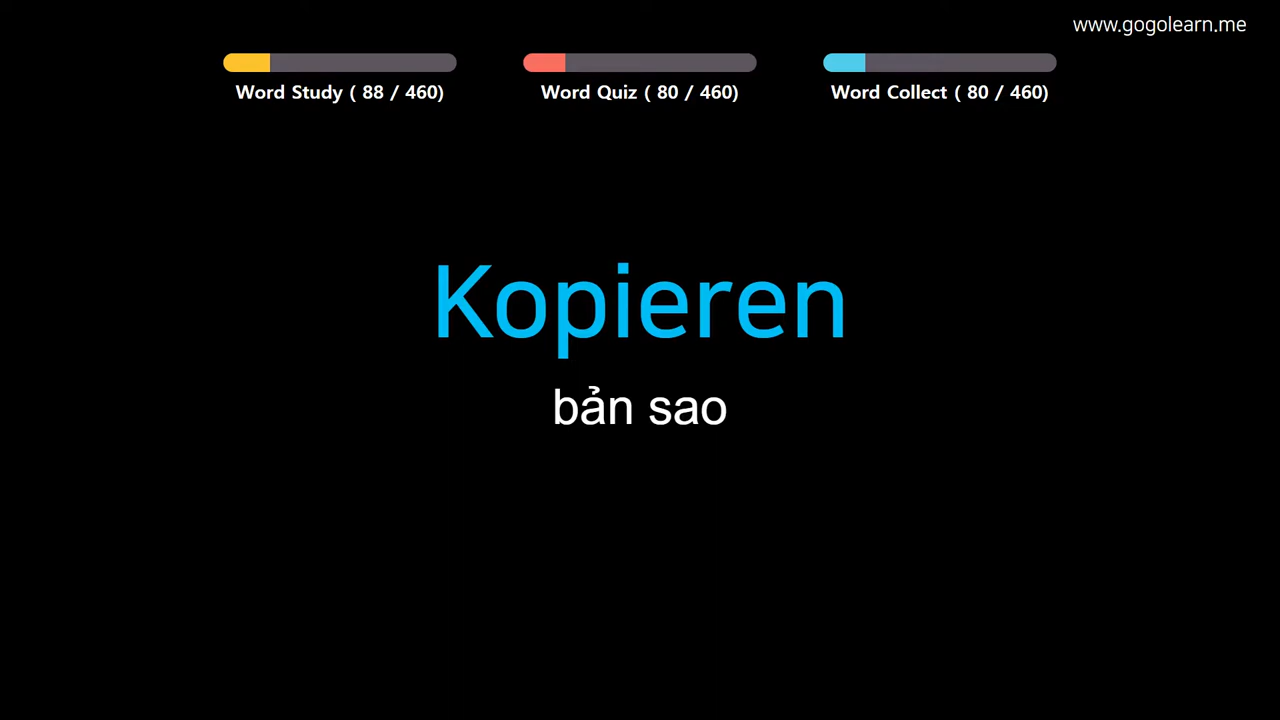 www.gogolearn.me
Word Study ( 88 / 460)
Word Quiz ( 80 / 460)
Word Collect ( 80 / 460)
Kopieren
bản sao